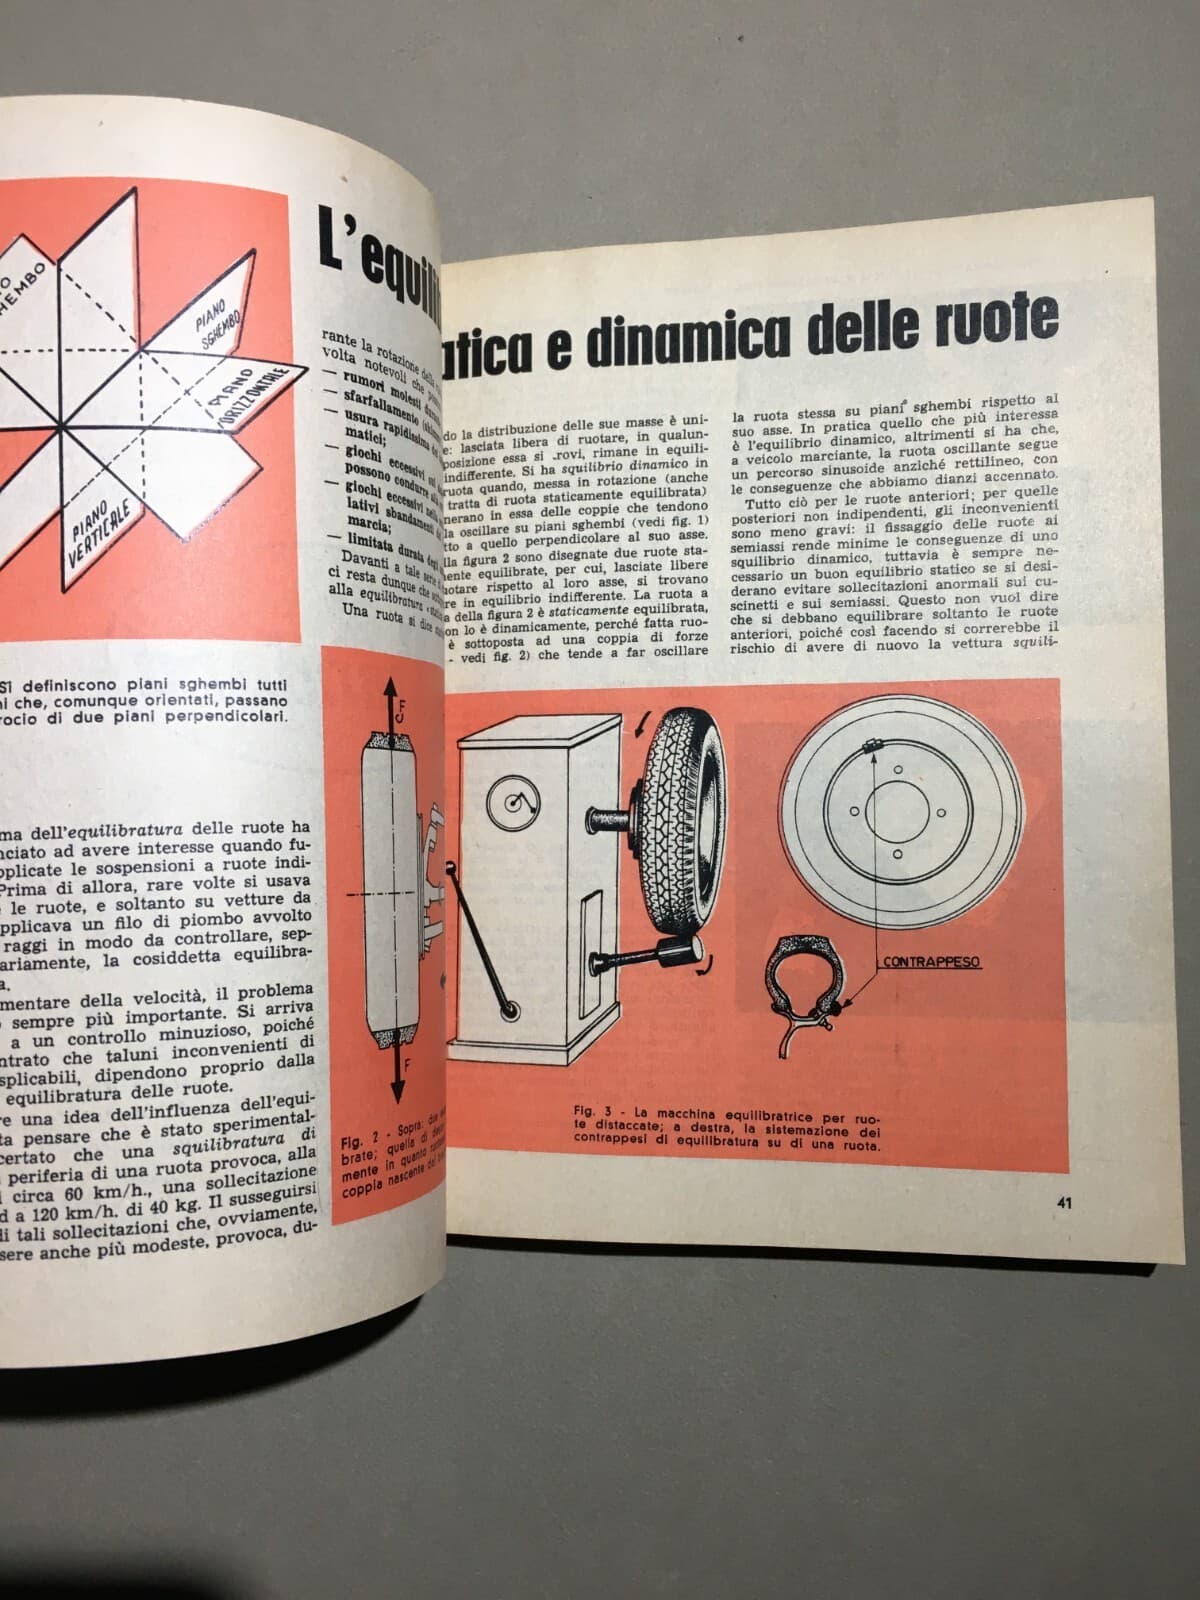 L'equili
atica e dinamica delle ruote
PIANO
SGHEMBO
PIANO
ORIZZONTALE
PIANO
VERTICALE
O
HEMBO
Si definiscono piani sghembi tutti
che, comunque orientati, passano
di due piani perpendicolari.
dell'equilibratura delle ruote ha
ad avere interesse quando fu-
le sospensioni a ruote indi-
Prima di allora, rare volte si usava
le ruote, e soltanto su vetture da
un filo di piombo avvolto
raggi in modo da controllare, sep-
la cosiddetta equilibra-
della velocità, il problema
sempre più importante. Si arriva
a un controllo minuzioso, poiché
che taluni inconvenienti di
dipendono proprio dalla
equilibratura delle ruote.
una idea dell'influenza dell'equi-
pensare che è stato sperimental-
che una squilibratura di
periferia di una ruota provoca, alla
circa 60 km/h., una sollecitazione
a 120 km/h. di 40 kg. Il susseguirsi
di tali sollecitazioni che, ovviamente,
anche più modeste, provoca, du-
rante la rotazione
volta notevoli che
— rumori molesti
— sfarfallamento
— usura rapidissima
matici;
— giochi eccessivi sul
possono condurre
— giochi eccessivi
lativi sbandamenti
marcia;
— limitata durata
Davanti a tale serie
ci resta dunque che
alla equilibratura
Una ruota si dice
F
C
F
Fig. 2 - Sopra: due
brate; quella di
mente in quanto
coppia nascente
do la distribuzione delle sue masse è uni-
e: lasciata libera di ruotare, in qualun-
posizione essa si .rovi, rimane in equili-
indifferente. Si ha squilibrio dinamico in
ruota quando, messa in rotazione (anche
tratta di ruota staticamente equilibrata)
nerano in essa delle coppie che tendono
la oscillare su piani sghembi (vedi fig. 1)
tto a quello perpendicolare al suo asse.
lla figura 2 sono disegnate due ruote sta-
mente equilibrate, per cui, lasciate libere
uotare rispetto al loro asse, si trovano
re in equilibrio indifferente. La ruota a
a della figura 2 è staticamente equilibrata,
on lo è dinamicamente, perché fatta ruo-
è sottoposta ad una coppia di forze
- vedi fig. 2) che tende a far oscillare
la ruota stessa su piani sghembi rispetto al
suo asse. In pratica quello che più interessa
è l'equilibrio dinamico, altrimenti si ha che,
a veicolo marciante, la ruota oscillante segue
un percorso sinusoide anziché rettilineo, con
le conseguenze che abbiamo dianzi accennato.
Tutto ciò per le ruote anteriori; per quelle
posteriori non indipendenti, gli inconvenienti
sono meno gravi: il fissaggio delle ruote ai
semiassi rende minime le conseguenze di uno
squilibrio dinamico, tuttavia è sempre ne-
cessario un buon equilibrio statico se si desi-
derano evitare sollecitazioni anormali sui cu-
scinetti e sui semiassi. Questo non vuol dire
che si debbano equilibrare soltanto le ruote
anteriori, poiché così facendo si correrebbe il
rischio di avere di nuovo la vettura squili-
CONTRAPPESO
Fig. 3 - La macchina equilibratrice per ruo-
te distaccate; a destra, la sistemazione dei
contrappesi di equilibratura su di una ruota.
41